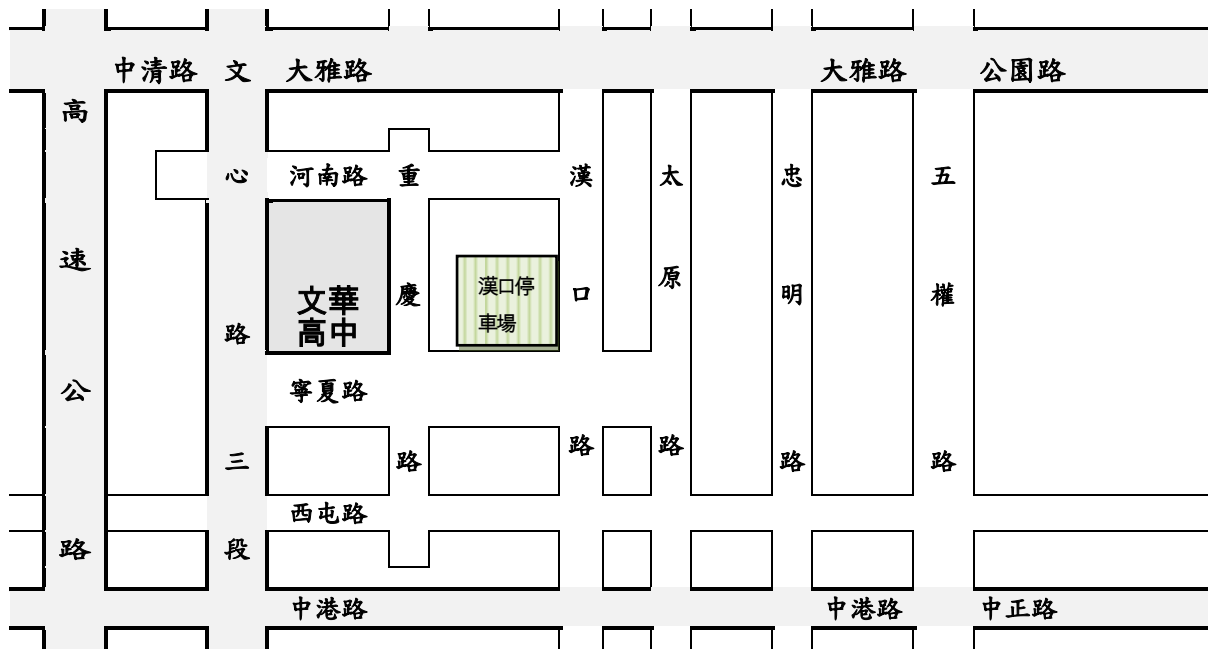 中清路
大雅路
大雅路
公園路
高速公路
文心路三段
河南路
重慶路
漢口路
太原路
忠明路
五權路
文華
高中
漢口停
車場
寧夏路
西屯路
中港路
中港路
中正路